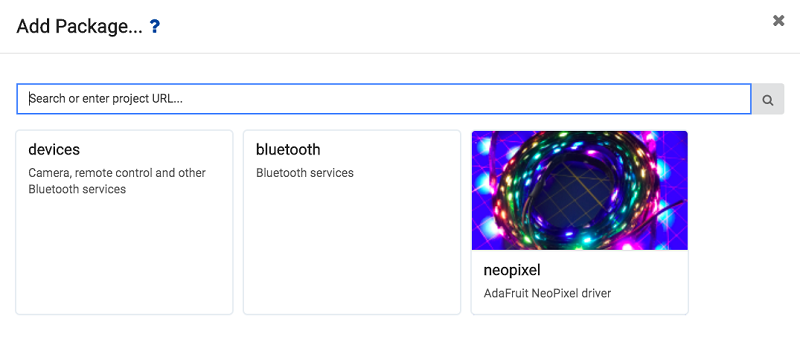 Add Package... ?
Search or enter project URL...
devices
Camera, remote control and other
Bluetooth services
bluetooth
Bluetooth services
neopixel
AdaFruit NeoPixel driver